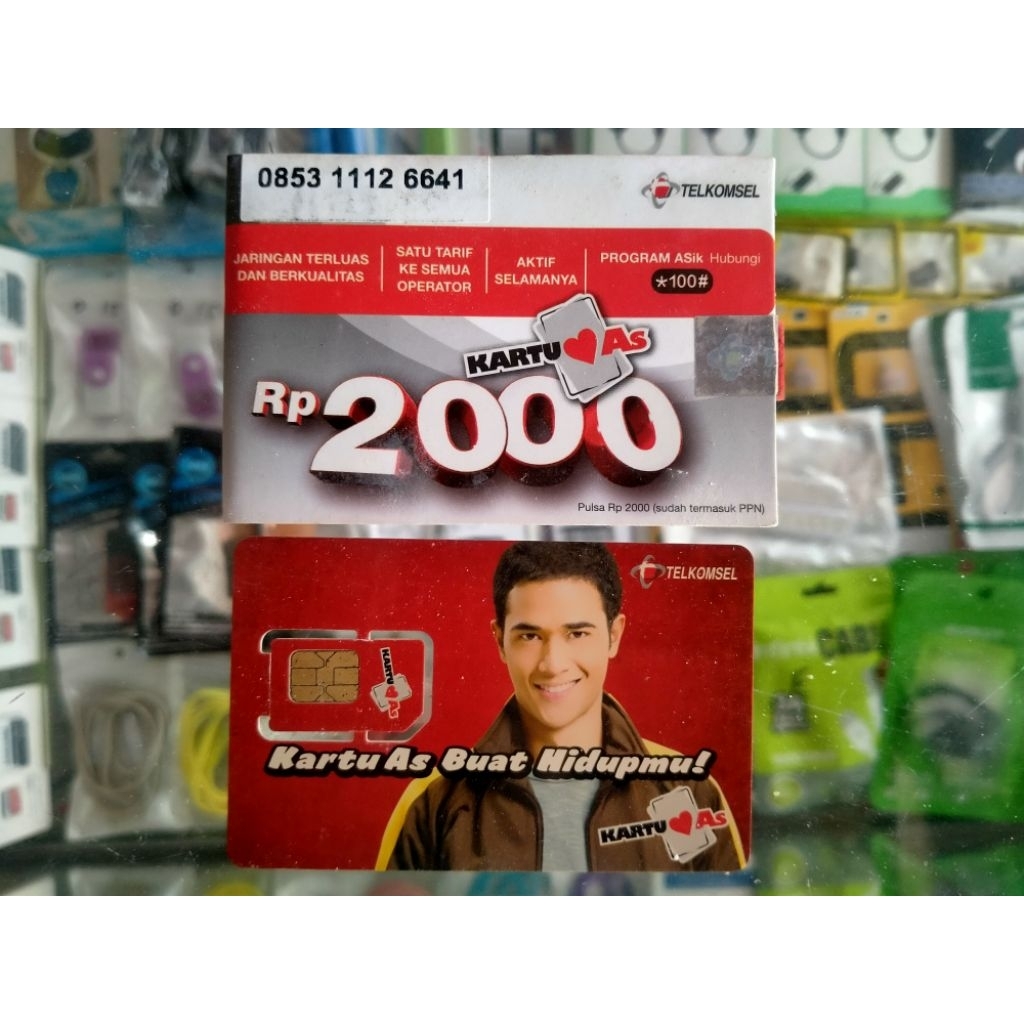 0853 1112 6641
TELKOMSEL
JARINGAN TERLUAS
DAN BERKUALITAS
SATU TARIF
KE SEMUA
OPERATOR
AKTIF
SELAMANYA
PROGRAM ASik Hubungi
*100#
KARTU As
Rp 2000
Pulsa Rp 2000 (sudah termasuk PPN)
TELKOMSEL
KARTU As
Kartu As Buat Hidupmu!
KARTU As
CABL